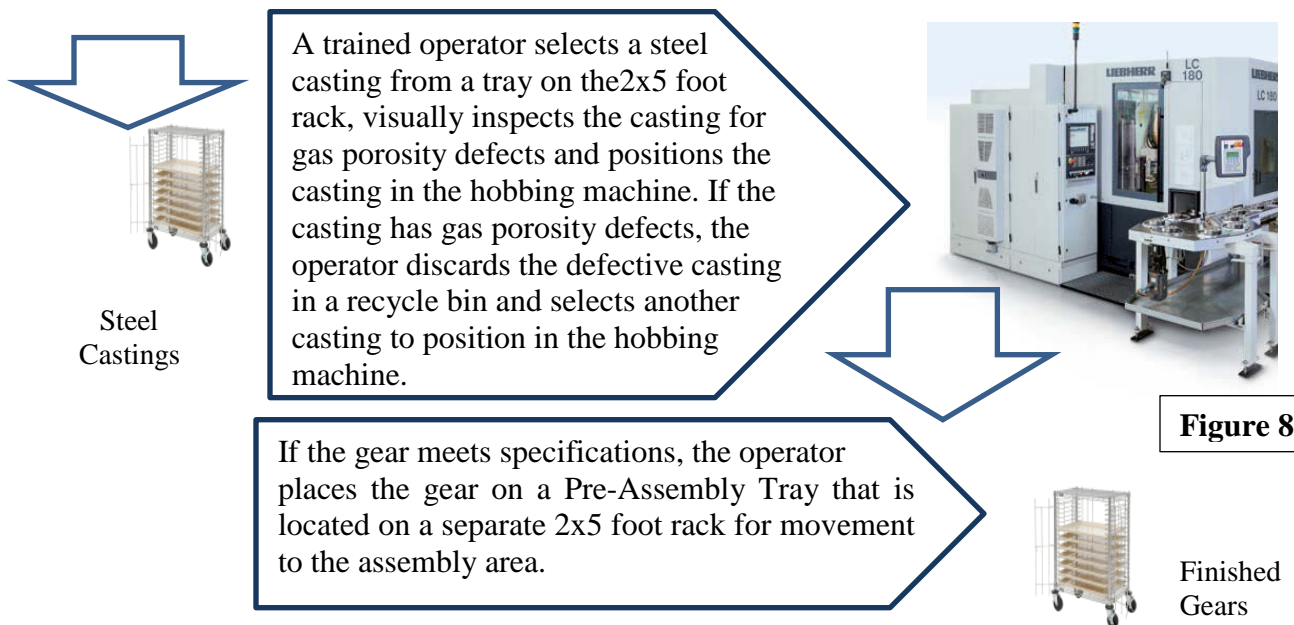 A trained operator selects a steel
casting from a tray on the2x5 foot
rack, visually inspects the casting for
gas porosity defects and positions the
casting in the hobbing machine. If the
casting has gas porosity defects, the
operator discards the defective casting
in a recycle bin and selects another
casting to position in the hobbing
machine.
Steel
Castings
LIEBHERR
LC
180
LIEBHERR
LC 180
Figure 8
If the gear meets specifications, the operator
places the gear on a Pre-Assembly Tray that is
located on a separate 2x5 foot rack for movement
to the assembly area.
Finished
Gears